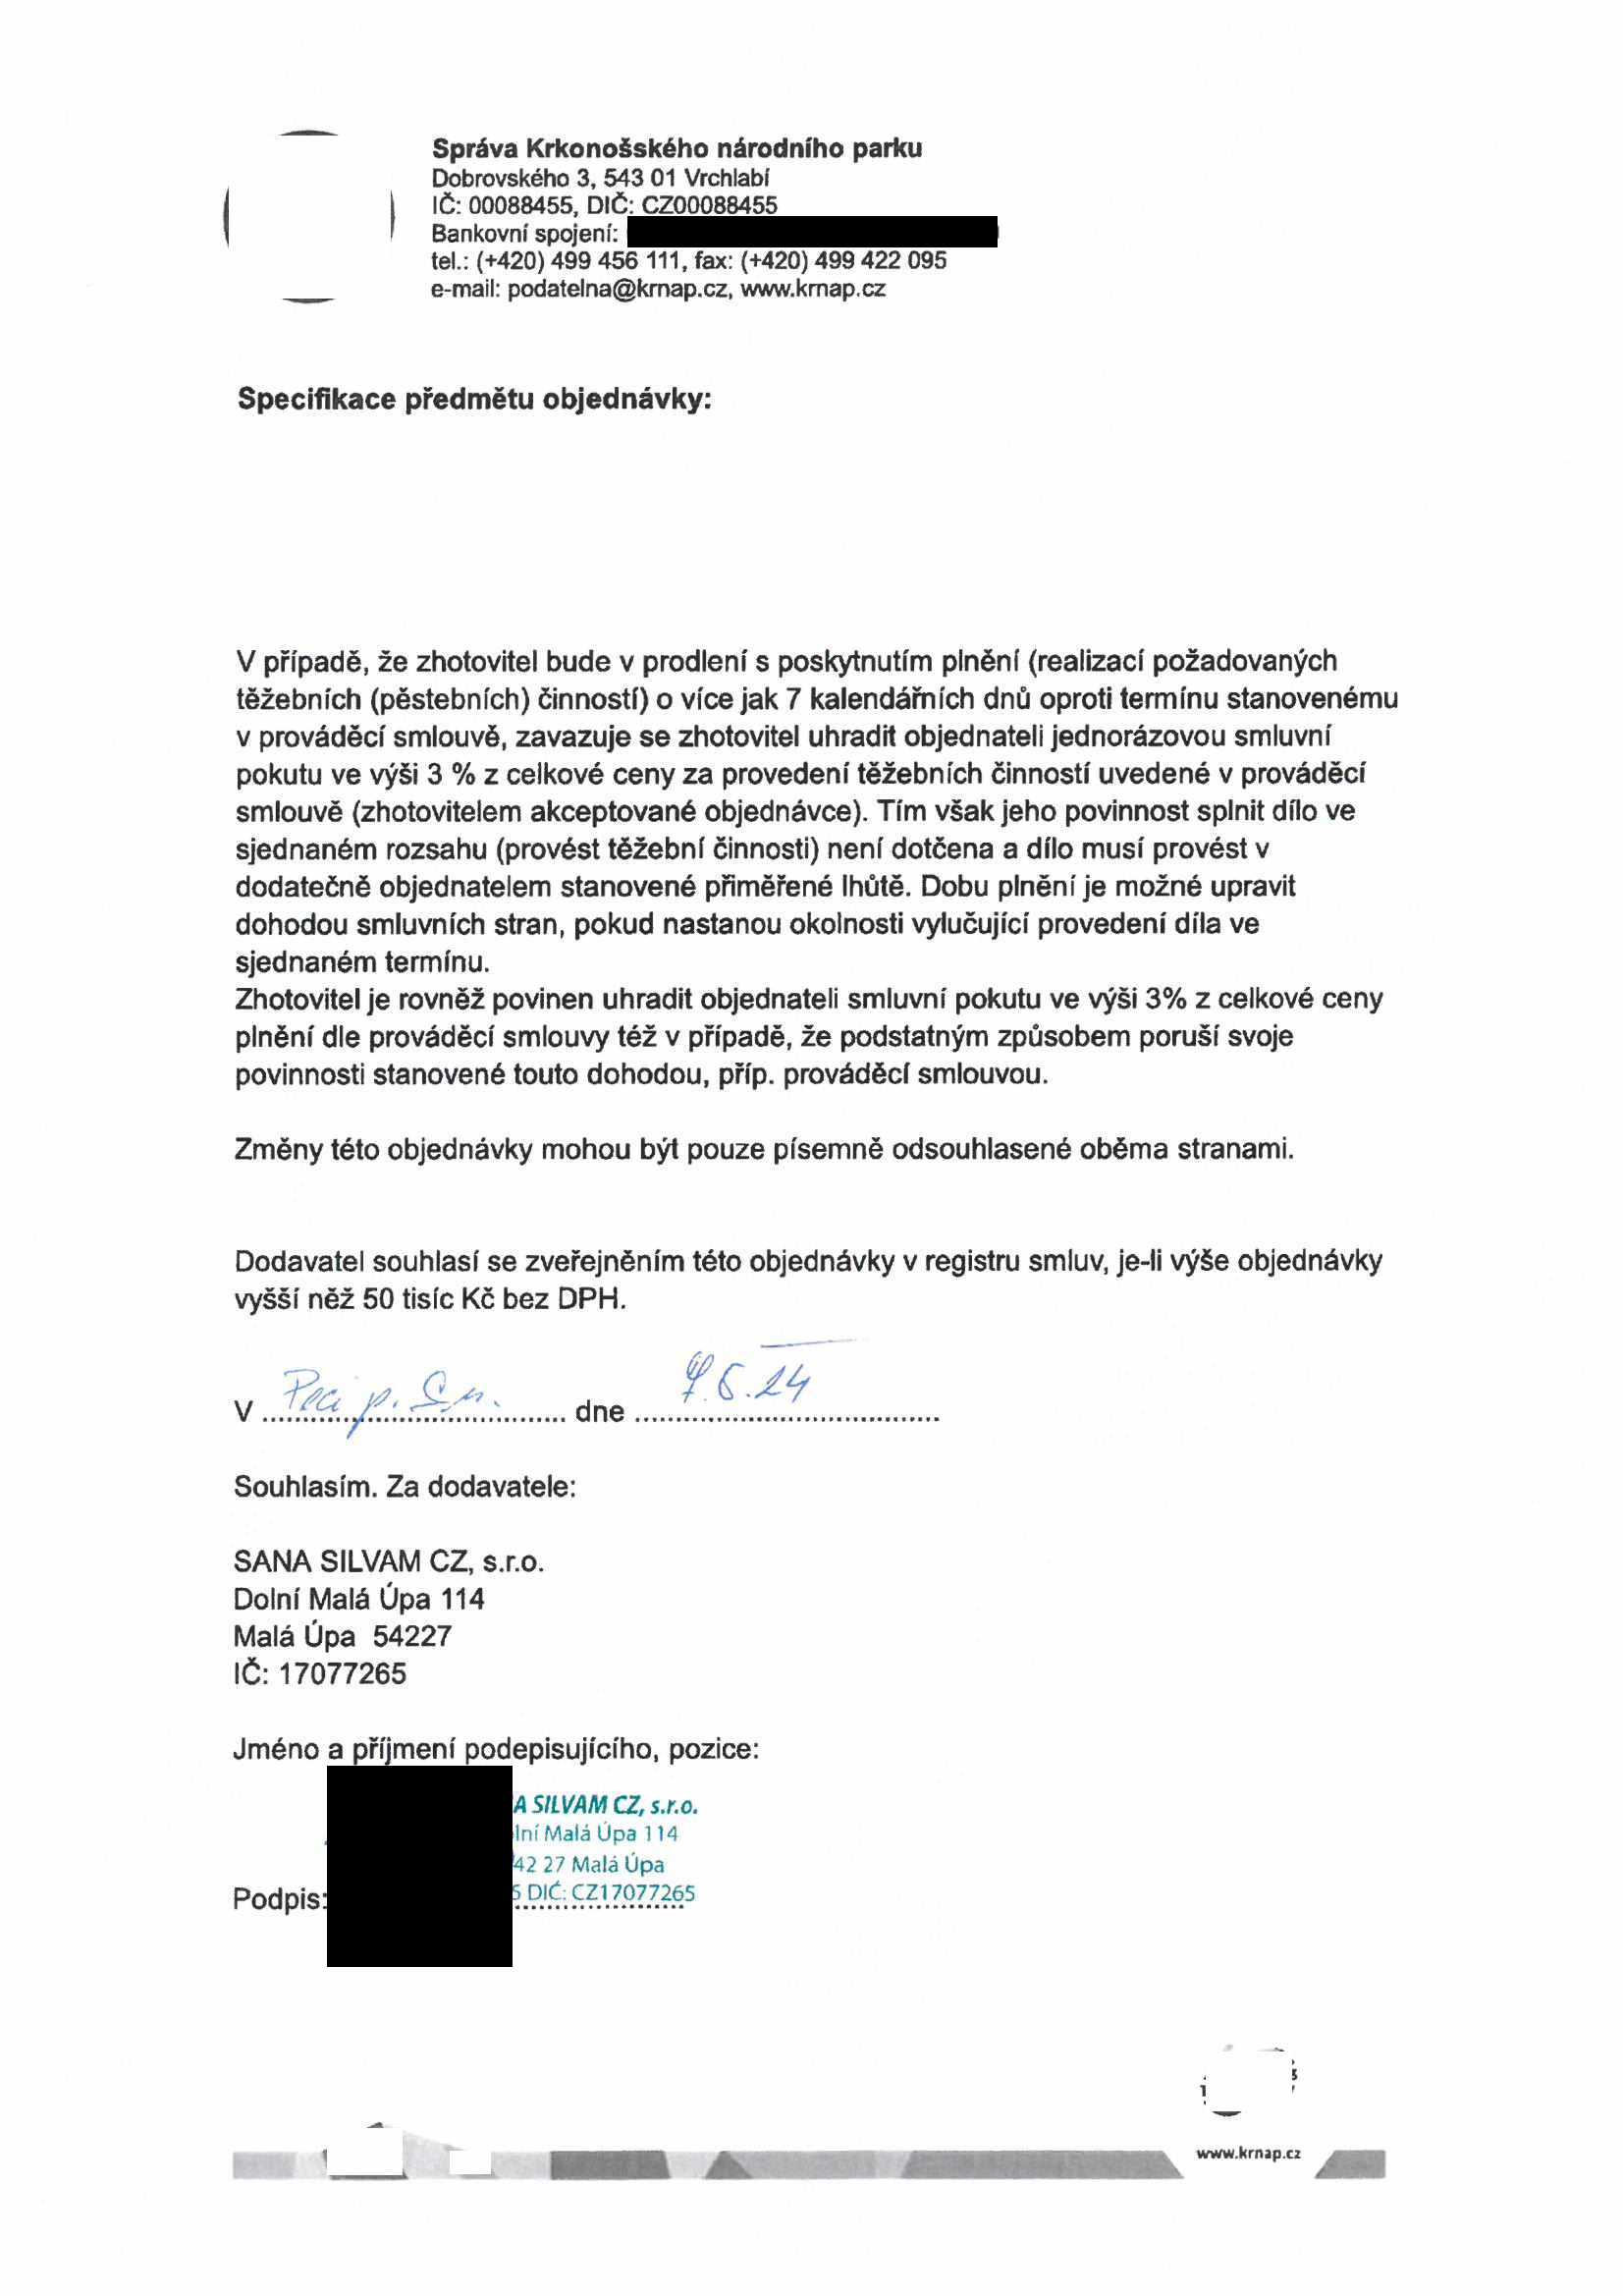 Správa Krkonošského národního parku
Dobrovského 3, 543 01 Vrchlabí
IČ: 00088455, DIČ: CZ00088455
Bankovní spojení:
tel.: (+420) 499 456 111, fax: (+420) 499 422 095
e-mail: podatelna@krnap.cz, www.krnap.cz
Specifikace předmětu objednávky:
V případě, že zhotovitel bude v prodlení s poskytnutím plnění (realizací požadovaných
těžebních (pěstebních) činností) o více jak 7 kalendářních dnů oproti termínu stanovenému
v prováděcí smlouvě, zavazuje se zhotovitel uhradit objednateli jednorázovou smluvní
pokutu ve výši 3 % z celkové ceny za provedení těžebních činností uvedené v prováděcí
smlouvě (zhotovitelem akceptované objednávce). Tím však jeho povinnost splnit dílo ve
sjednaném rozsahu (provést těžební činnosti) není dotčena a dílo musí provést v
dodatečně objednatelem stanovené přiměřené lhůtě. Dobu plnění je možné upravit
dohodou smluvních stran, pokud nastanou okolnosti vylučující provedení díla ve
sjednaném termínu.
Zhotovitel je rovněž povinen uhradit objednateli smluvní pokutu ve výši 3% z celkové ceny
plnění dle prováděcí smlouvy též v případě, že podstatným způsobem poruší svoje
povinnosti stanovené touto dohodou, příp. prováděcí smlouvou.
Změny této objednávky mohou být pouze písemně odsouhlasené oběma stranami.
Dodavatel souhlasí se zveřejněním této objednávky v registru smluv, je-li výše objednávky
vyšší něž 50 tisíc Kč bez DPH.
V Peci p. Sn. dne 7.5.24
Souhlasím. Za dodavatele:
SANA SILVAM CZ, s.r.o.
Dolní Malá Úpa 114
Malá Úpa 54227
IČ: 17077265
Jméno a příjmení podepisujícího, pozice:
A SILVAM CZ, s.r.o.
lní Malá Úpa 114
42 27 Malá Úpa
5 DIČ: CZ17077265
Podpis:
www.krnap.cz